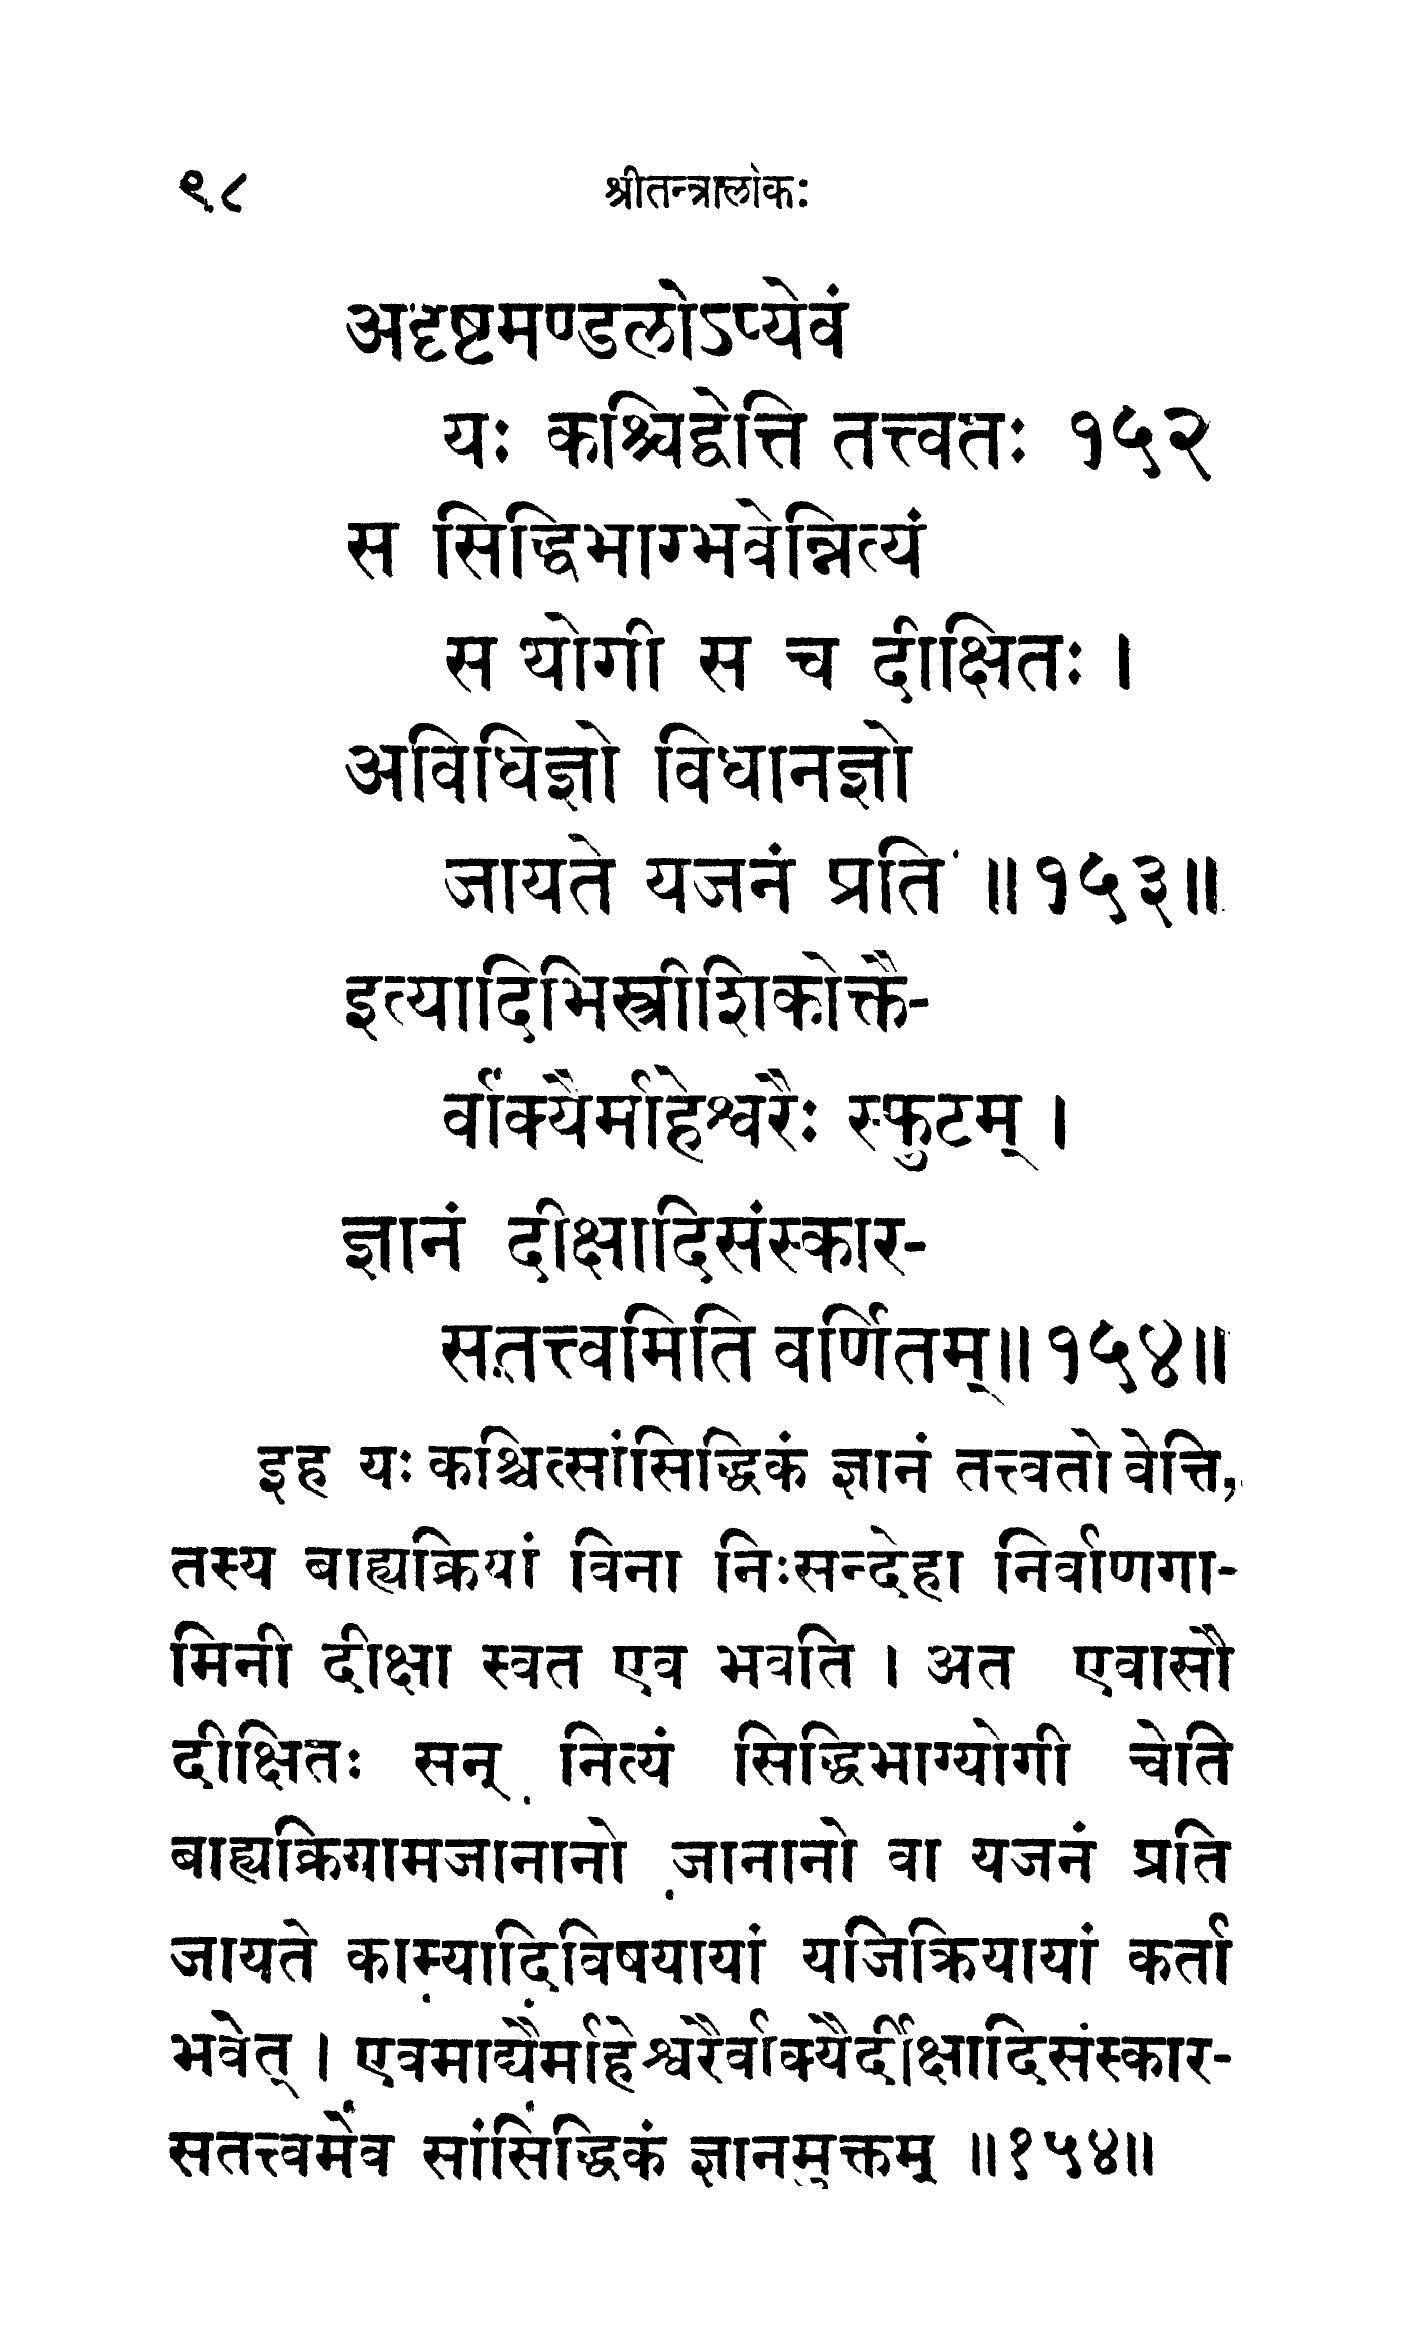 ९८ श्रीतन्त्रालोकः
अदृष्टमण्डलोऽप्येवं
यः कश्चिद्वेत्ति तत्त्वतः १५२
स सिद्धिभाग्भवेन्नित्यं
स योगी स च दीक्षितः ।
अविधिज्ञो विधानज्ञो
जायते यजनं प्रति ॥१५३॥
इत्यादिभिस्त्रीशिकोक्तै-
र्वाक्यैर्माहेश्वरैः स्फुटम् ।
ज्ञानं दीक्षादिसंस्कार-
सतत्त्वमिति वर्णितम्॥१५४॥
इह यः कश्चित्सांसिद्धिकं ज्ञानं तत्त्वतो वेत्ति,
तस्य बाह्यक्रियां विना निःसन्देहा निर्वाणगा-
मिनी दीक्षा स्वत एव भवति । अत एवासौ
दीक्षितः सन् नित्यं सिद्धिभाग्योगी चेति
बाह्यक्रियामजानानो जानानो वा यजनं प्रति
जायते काम्यादिविषयायां यजिक्रियायां कर्ता
भवेत् । एवमाद्यैर्माहेश्वरैर्वाक्यैर्दीक्षादिसंस्कार-
सतत्त्वमेव सांसिद्धिकं ज्ञानमुक्तम् ॥१५४॥